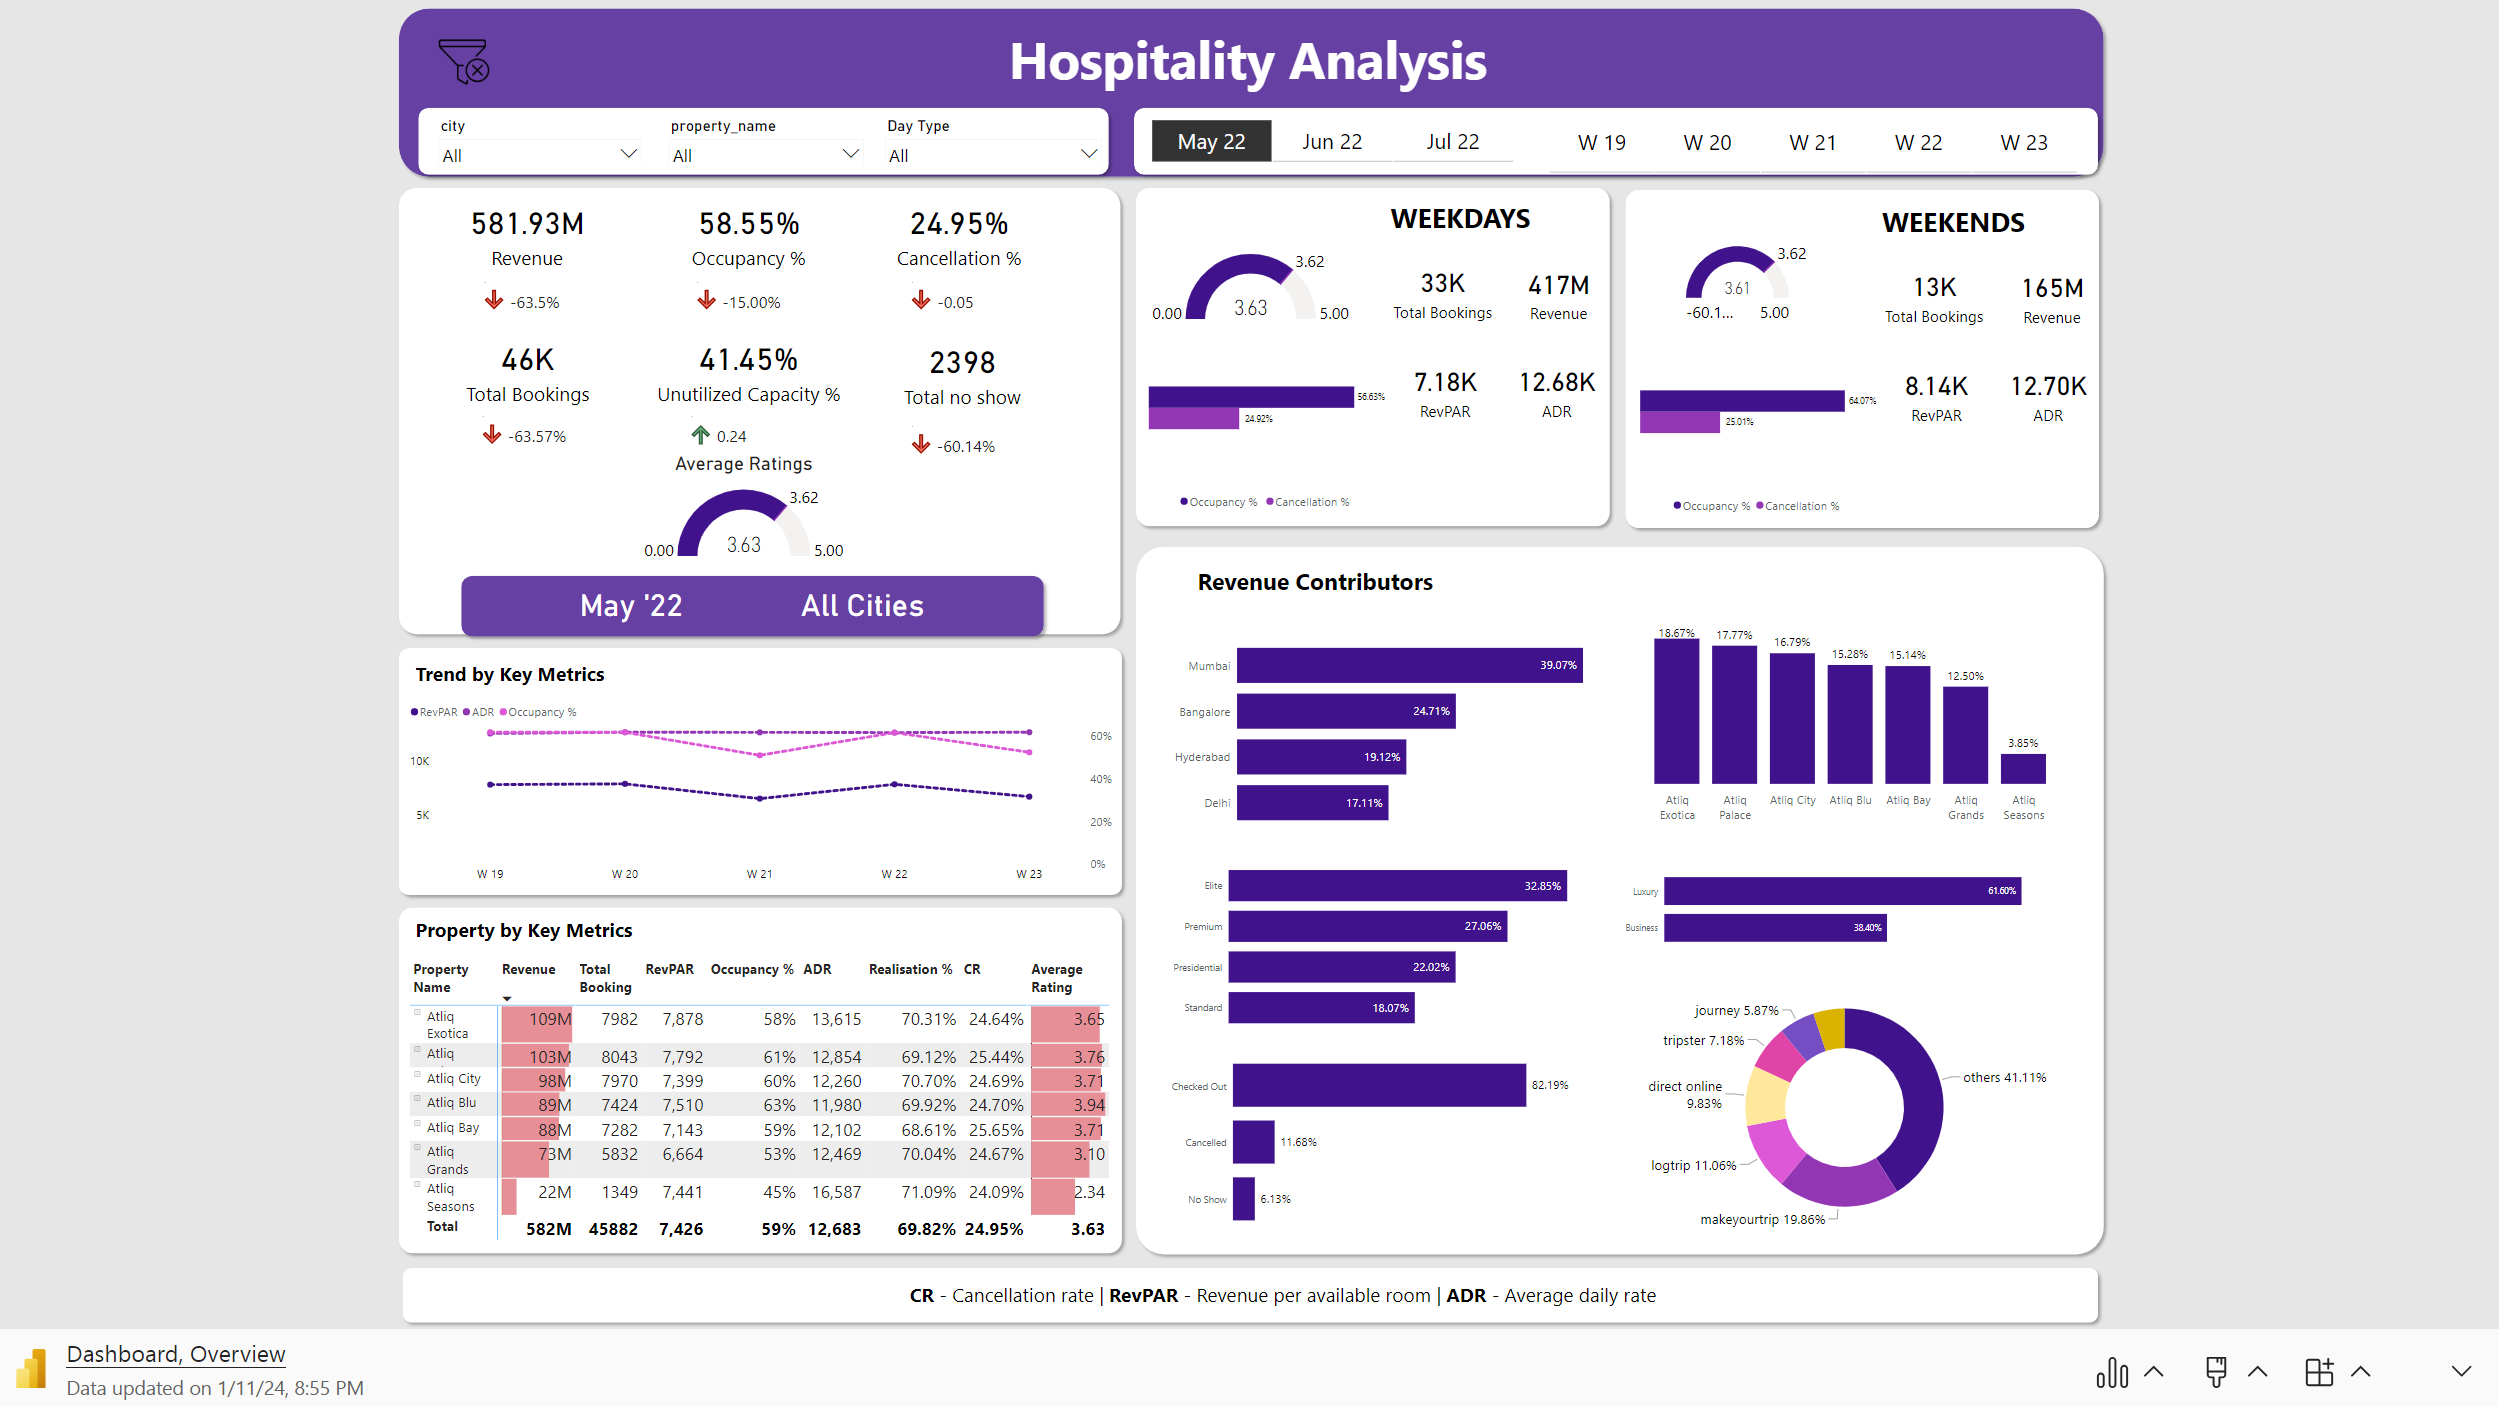 Hospitality Analysis
city
All
property_name
All
Day Type
All
May 22
Jun 22
Jul 22
W 19
W 20
W 21
W 22
W 23
581.93M
Revenue
-63.5%
58.55%
Occupancy %
-15.00%
24.95%
Cancellation %
-0.05
46K
Total Bookings
-63.57%
41.45%
Unutilized Capacity %
0.24
2398
Total no show
-60.14%
Average Ratings
3.62
0.00
3.63
5.00
May '22
All Cities
WEEKDAYS
3.62
0.00
3.63
5.00
33K
Total Bookings
417M
Revenue
56.63%
24.92%
7.18K
RevPAR
12.68K
ADR
Occupancy % Cancellation %
WEEKENDS
3.62
3.61
-60.1...
5.00
13K
Total Bookings
165M
Revenue
64.07%
25.01%
8.14K
RevPAR
12.70K
ADR
Occupancy % Cancellation %
Trend by Key Metrics
RevPAR ADR Occupancy %
10K
5K
60%
40%
20%
0%
W 19
W 20
W 21
W 22
W 23
Property by Key Metrics
Property Name Revenue Total Booking RevPAR Occupancy % ADR Realisation % CR Average Rating
Atliq Exotica 109M 7982 7,878 58% 13,615 70.31% 24.64% 3.65
Atliq 103M 8043 7,792 61% 12,854 69.12% 25.44% 3.76
Atliq City 98M 7970 7,399 60% 12,260 70.70% 24.69% 3.71
Atliq Blu 89M 7424 7,510 63% 11,980 69.92% 24.70% 3.94
Atliq Bay 88M 7282 7,143 59% 12,102 68.61% 25.65% 3.71
Atliq Grands 73M 5832 6,664 53% 12,469 70.04% 24.67% 3.10
Atliq Seasons 22M 1349 7,441 45% 16,587 71.09% 24.09% 2.34
Total 582M 45882 7,426 59% 12,683 69.82% 24.95% 3.63
Revenue Contributors
Mumbai 39.07%
Bangalore 24.71%
Hyderabad 19.12%
Delhi 17.11%
18.67%
17.77%
16.79%
15.28%
15.14%
12.50%
3.85%
Atliq Exotica
Atliq Palace
Atliq City
Atliq Blu
Atliq Bay
Atliq Grands
Atliq Seasons
Elite 32.85%
Premium 27.06%
Presidential 22.02%
Standard 18.07%
Luxury 61.60%
Business 38.40%
Checked Out 82.19%
Cancelled 11.68%
No Show 6.13%
journey 5.87%
tripster 7.18%
direct online
9.83%
logtrip 11.06%
makeyourtrip 19.86%
others 41.11%
CR - Cancellation rate | RevPAR - Revenue per available room | ADR - Average daily rate
Dashboard, Overview
Data updated on 1/11/24, 8:55 PM